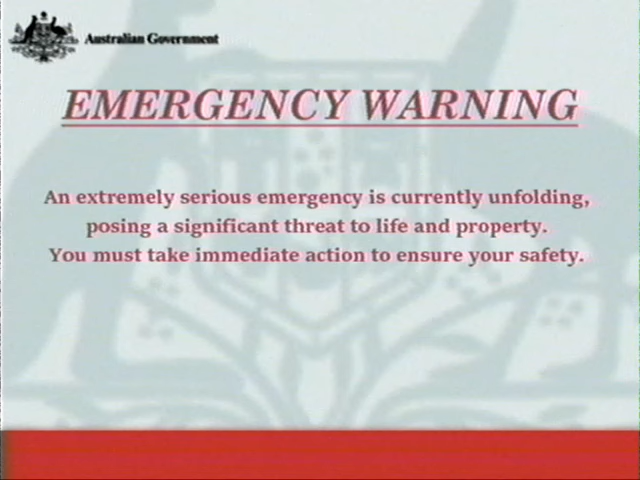 Australian Government
EMERGENCY WARNING
An extremely serious emergency is currently unfolding,
posing a significant threat to life and property.
You must take immediate action to ensure your safety.